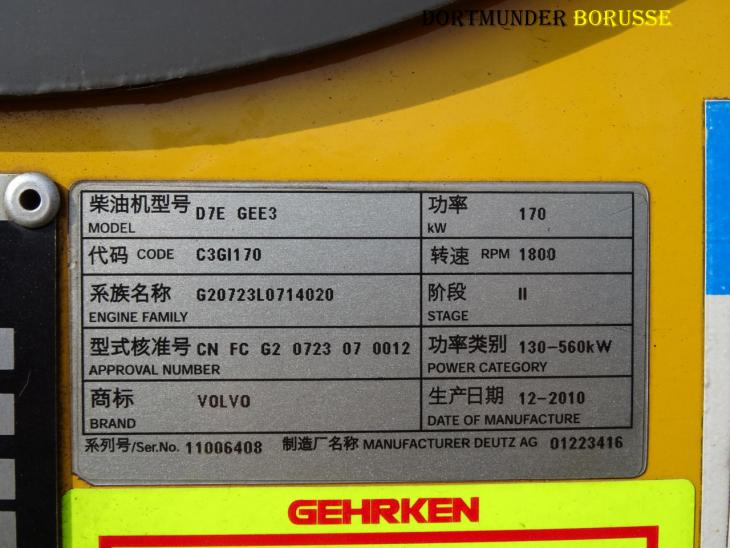 DORTMUNDER BORUSSE
柴油机型号 D7E GEE3 功率 170
MODEL kW
代码 CODE C3GI170 转速 RPM 1800
系族名称 G20723L0714020 阶段 II
ENGINE FAMILY STAGE
型式核准号 CN FC G2 0723 07 0012 功率类别 130-560kW
APPROVAL NUMBER POWER CATEGORY
商标 VOLVO 生产日期 12-2010
BRAND DATE OF MANUFACTURE
系列号/Ser.No. 11006408 制造厂名称 MANUFACTURER DEUTZ AG 01223416
GEHRKEN